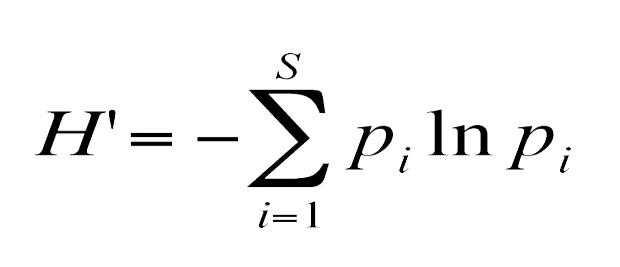 H' = -∑_{i=1}^{S} p_i ln p_i